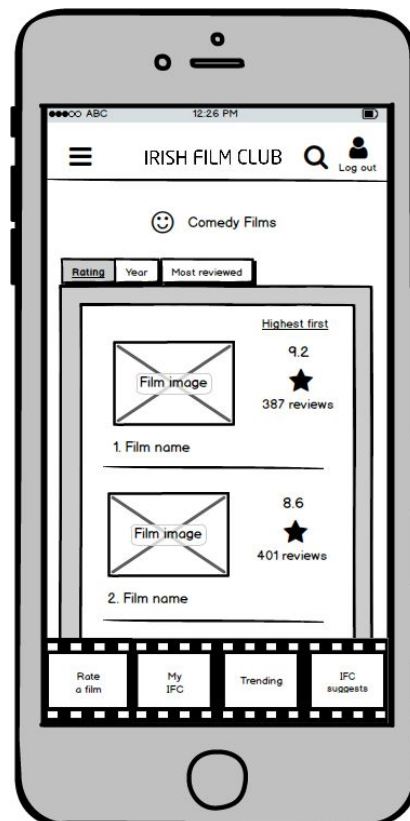 ABC 12:26 PM
IRISH FILM CLUB
Log out
Comedy Films
Rating Year Most reviewed
Highest first
9.2
Film image
387 reviews
1. Film name
8.6
Film image
401 reviews
2. Film name
Rate
a film
My
IFC
Trending
IFC
suggests